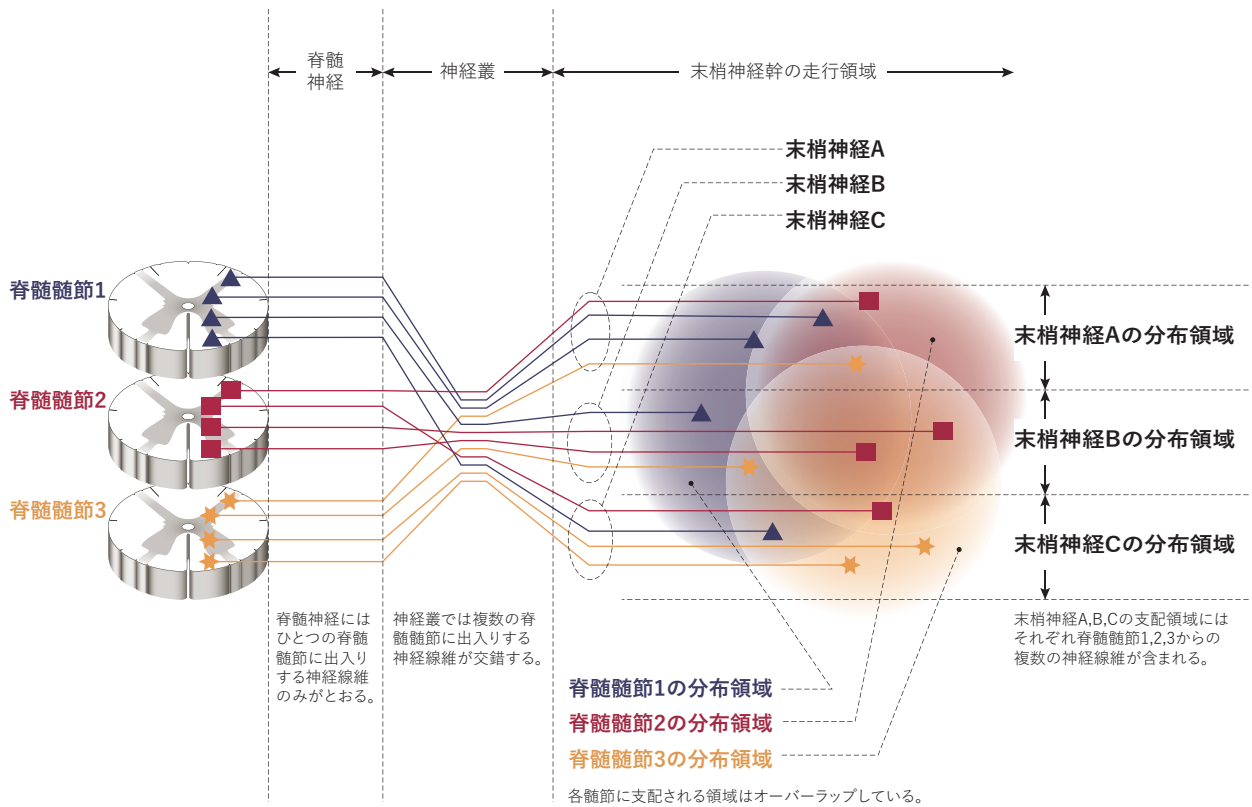 脊髄
神経
神経叢
末梢神経幹の走行領域
末梢神経A
末梢神経B
末梢神経C
脊髄髄節1
脊髄髄節2
脊髄髄節3
末梢神経Aの分布領域
末梢神経Bの分布領域
末梢神経Cの分布領域
脊髄神経には
ひとつの脊髄
髄節に出入り
する神経線維
のみがとおる。
神経叢では複数の脊
髄髄節に出入りする
神経線維が交錯する。
末梢神経A,B,Cの支配領域には
それぞれ脊髄髄節1,2,3からの
複数の神経線維が含まれる。
脊髄髄節1の分布領域
脊髄髄節2の分布領域
脊髄髄節3の分布領域
各髄節に支配される領域はオーバーラップしている。